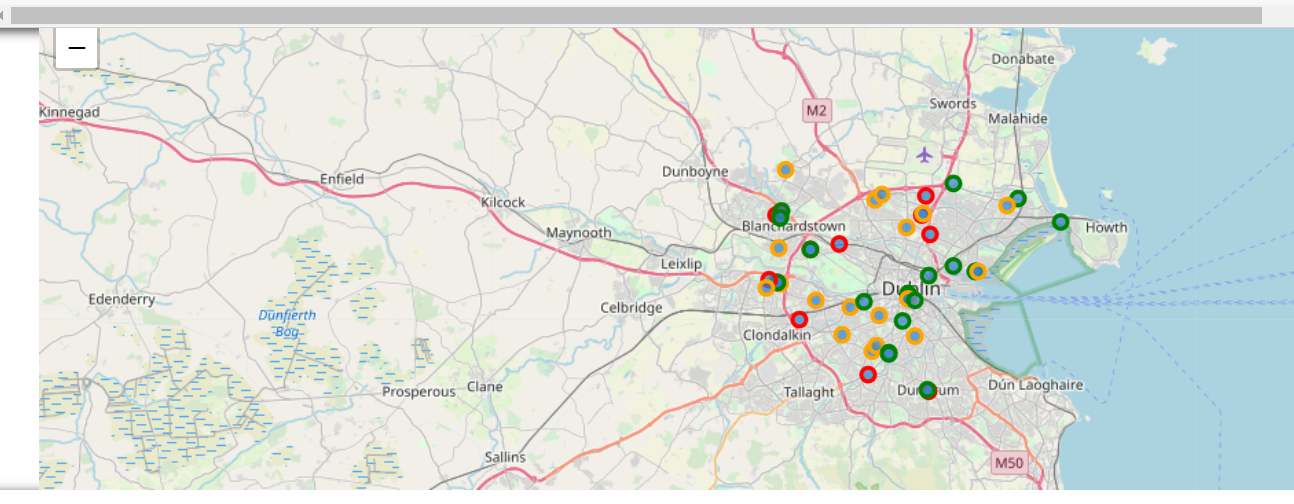 −
Donabate
Swords
M2
Kinnegad
Malahide
Dunboyne
Enfield
Kilcock
Blanchardstown
Howth
Maynooth
Leixlip
Dublin
Edenderry
Celbridge
Dunfierth
Bog
Clondalkin
Prosperous
Clane
Tallaght
Dundrum
Dún Laoghaire
Sallins
M50